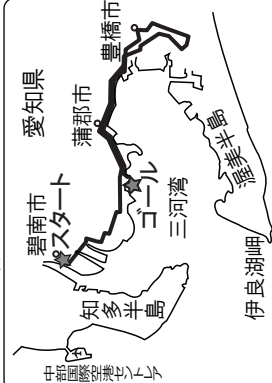 愛知県
豊橋市
蒲郡市
碧南市
スタート
ゴール
三河湾
渥美半島
伊良湖岬
知多半島
中部国際空港セントレア